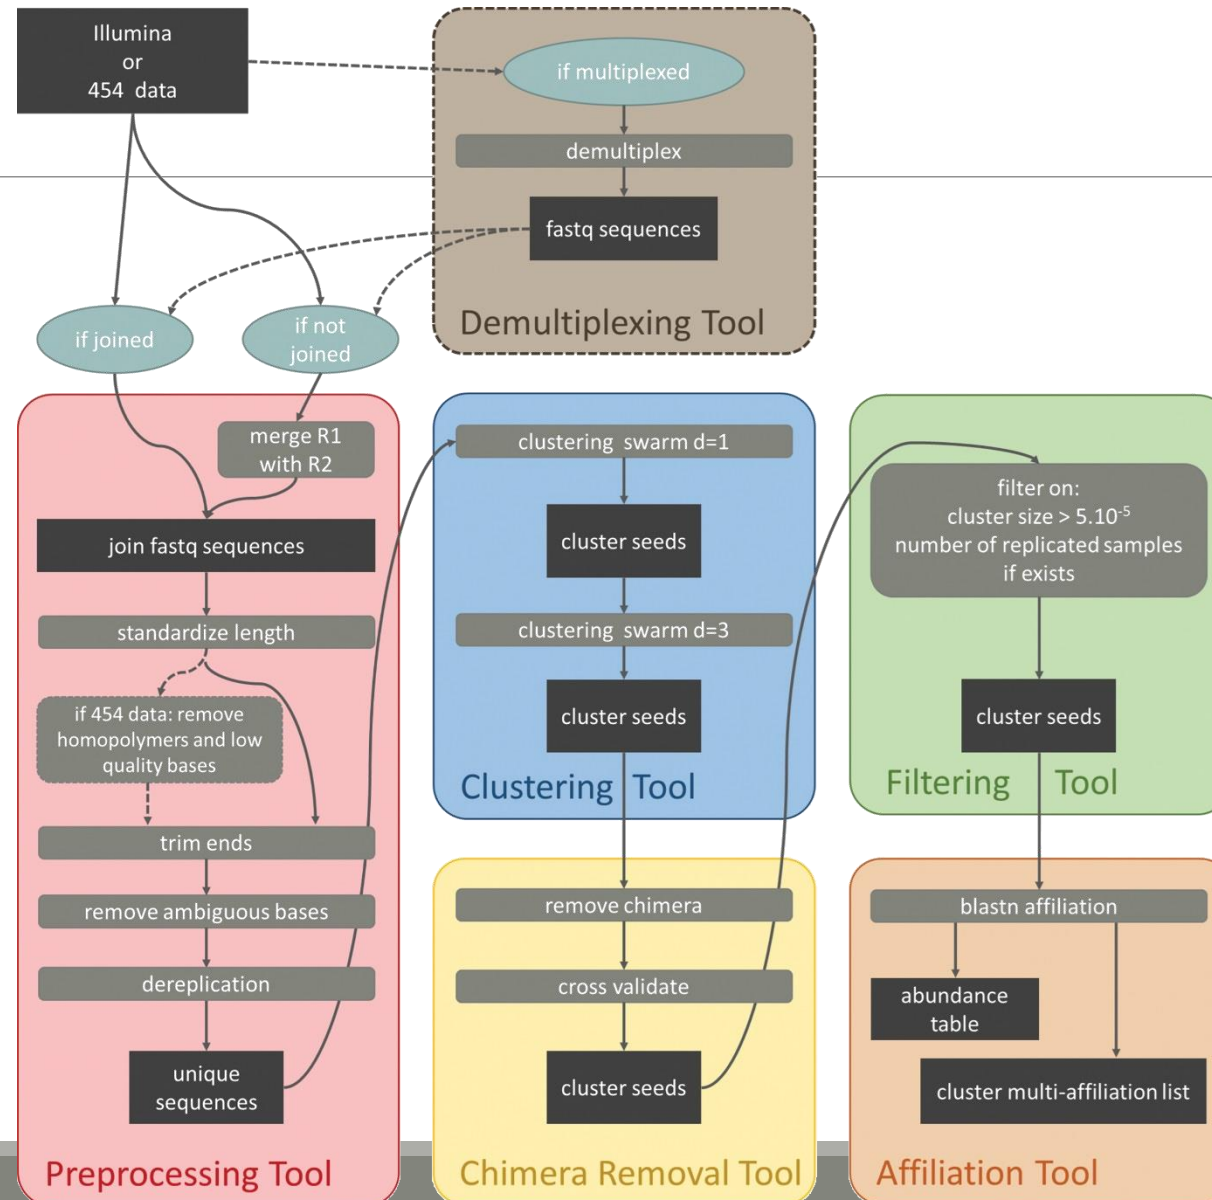 Illumina
or
454 data
if multiplexed
demultiplex
fastq sequences
Demultiplexing Tool
if joined
if not
joined
merge R1
with R2
join fastq sequences
standardize length
if 454 data: remove
homopolymers and low
quality bases
trim ends
remove ambiguous bases
dereplication
unique
sequences
Preprocessing Tool
clustering swarm d=1
cluster seeds
clustering swarm d=3
cluster seeds
Clustering Tool
remove chimera
cross validate
cluster seeds
Chimera Removal Tool
filter on:
cluster size > 5.10⁻⁵
number of replicated samples
if exists
cluster seeds
Filtering Tool
blastn affiliation
abundance
table
cluster multi-affiliation list
Affiliation Tool